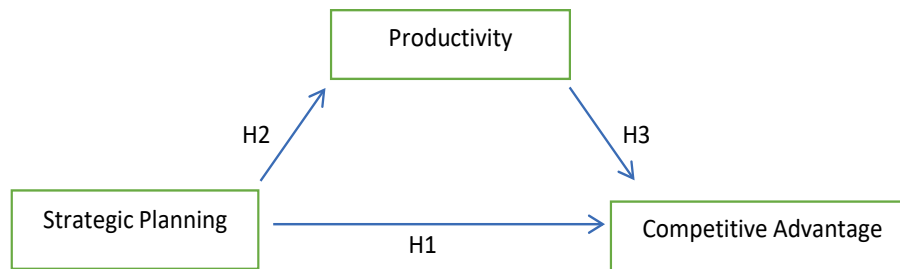 Productivity
H2
H3
Strategic Planning
H1
Competitive Advantage